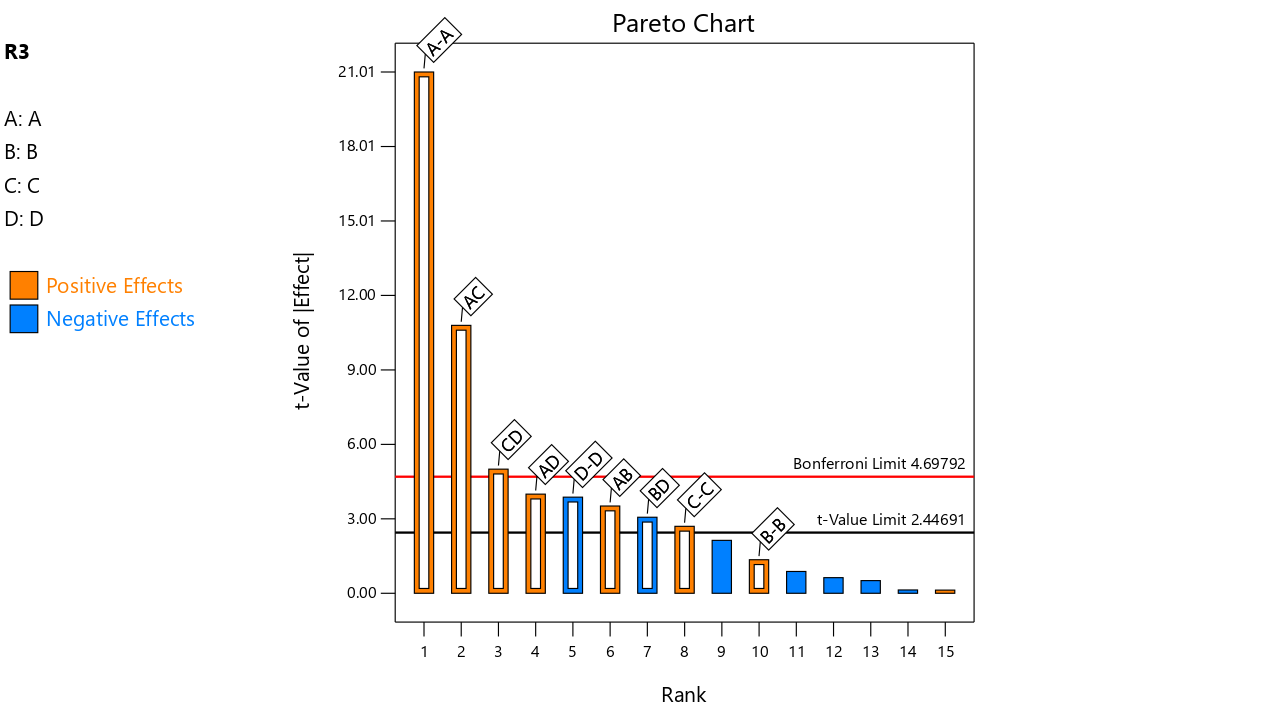 Pareto Chart
R3
A: A
B: B
C: C
D: D
Positive Effects
Negative Effects
t-Value of |Effect|
21.01
18.01
15.01
12.00
9.00
6.00
3.00
0.00
A-A
AC
CD
AD
D-D
AB
BD
C-C
B-B
Bonferroni Limit 4.69792
t-Value Limit 2.44691
1 2 3 4 5 6 7 8 9 10 11 12 13 14 15
Rank